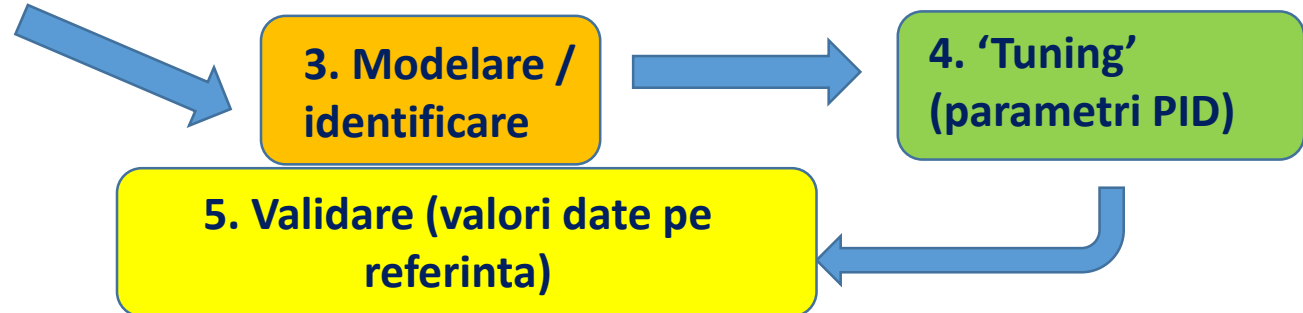 3. Modelare /
identificare
4. ‘Tuning’
(parametri PID)
5. Validare (valori date pe
referinta)